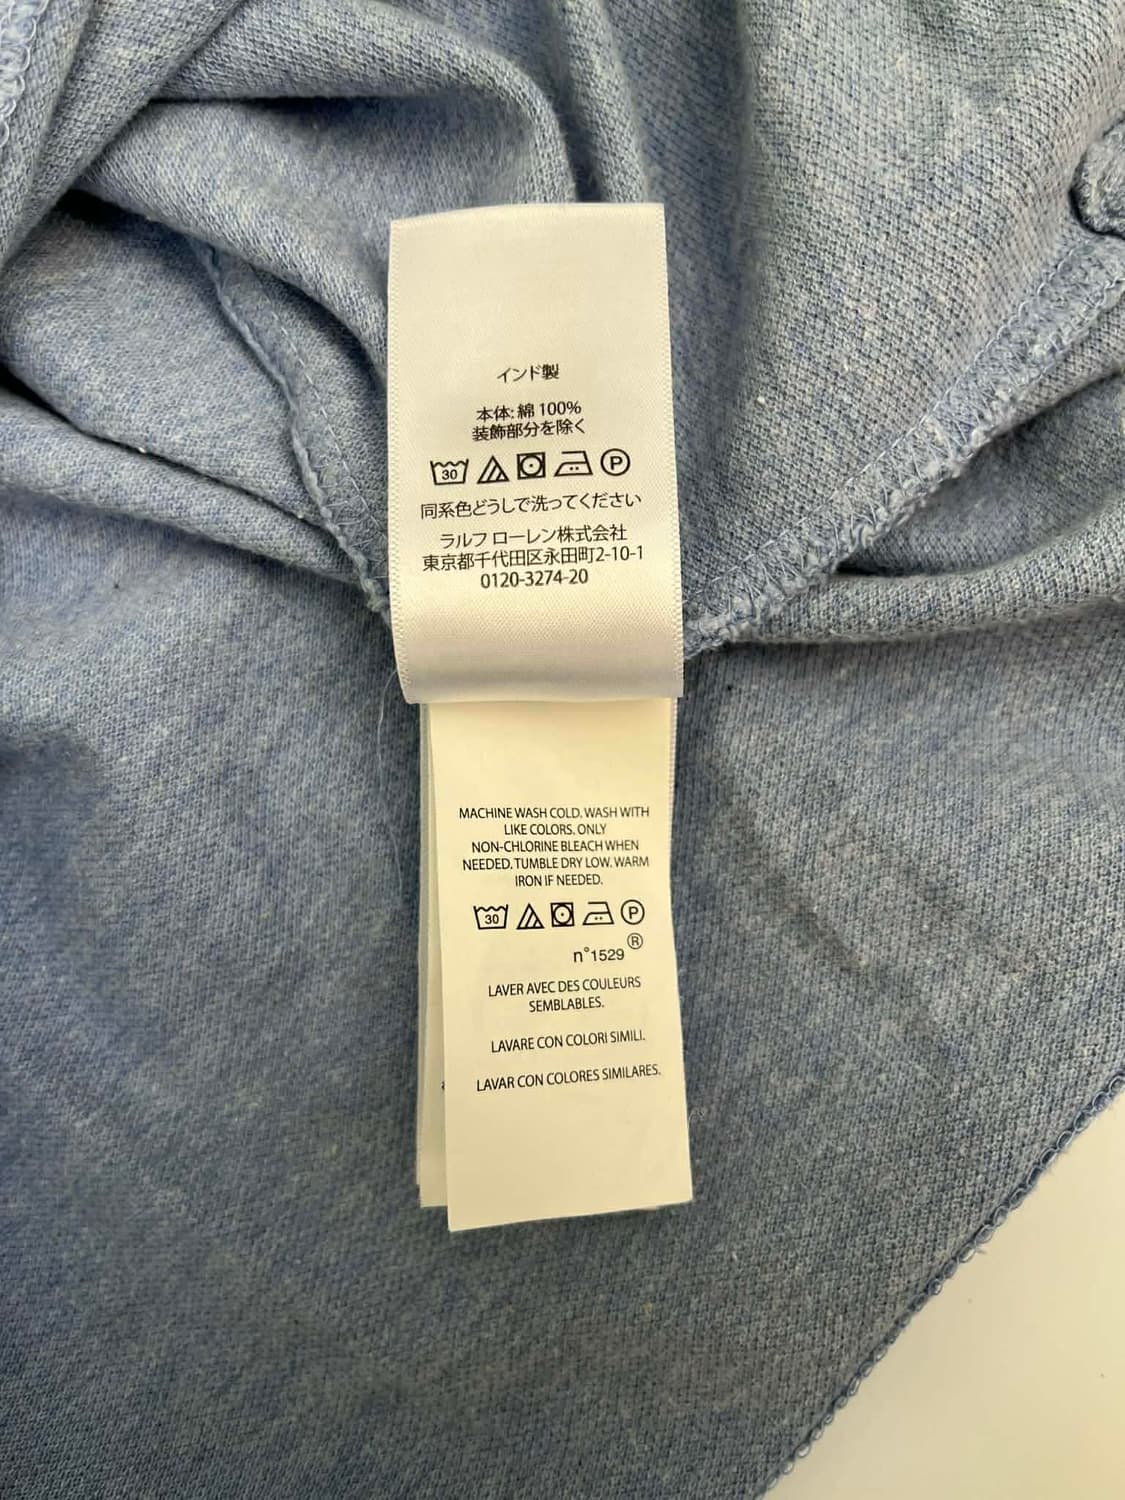 インド製
本体: 綿 100%
装飾部分を除く
30 P
同系色どうしで洗ってください
ラルフ ローレン株式会社
東京都千代田区永田町2-10-1
0120-3274-20
MACHINE WASH COLD. WASH WITH
LIKE COLORS. ONLY
NON-CHLORINE BLEACH WHEN
NEEDED. TUMBLE DRY LOW. WARM
IRON IF NEEDED.
30 P
n°1529 ®
LAVER AVEC DES COULEURS
SEMBLABLES.
LAVARE CON COLORI SIMILI.
LAVAR CON COLORES SIMILARES.